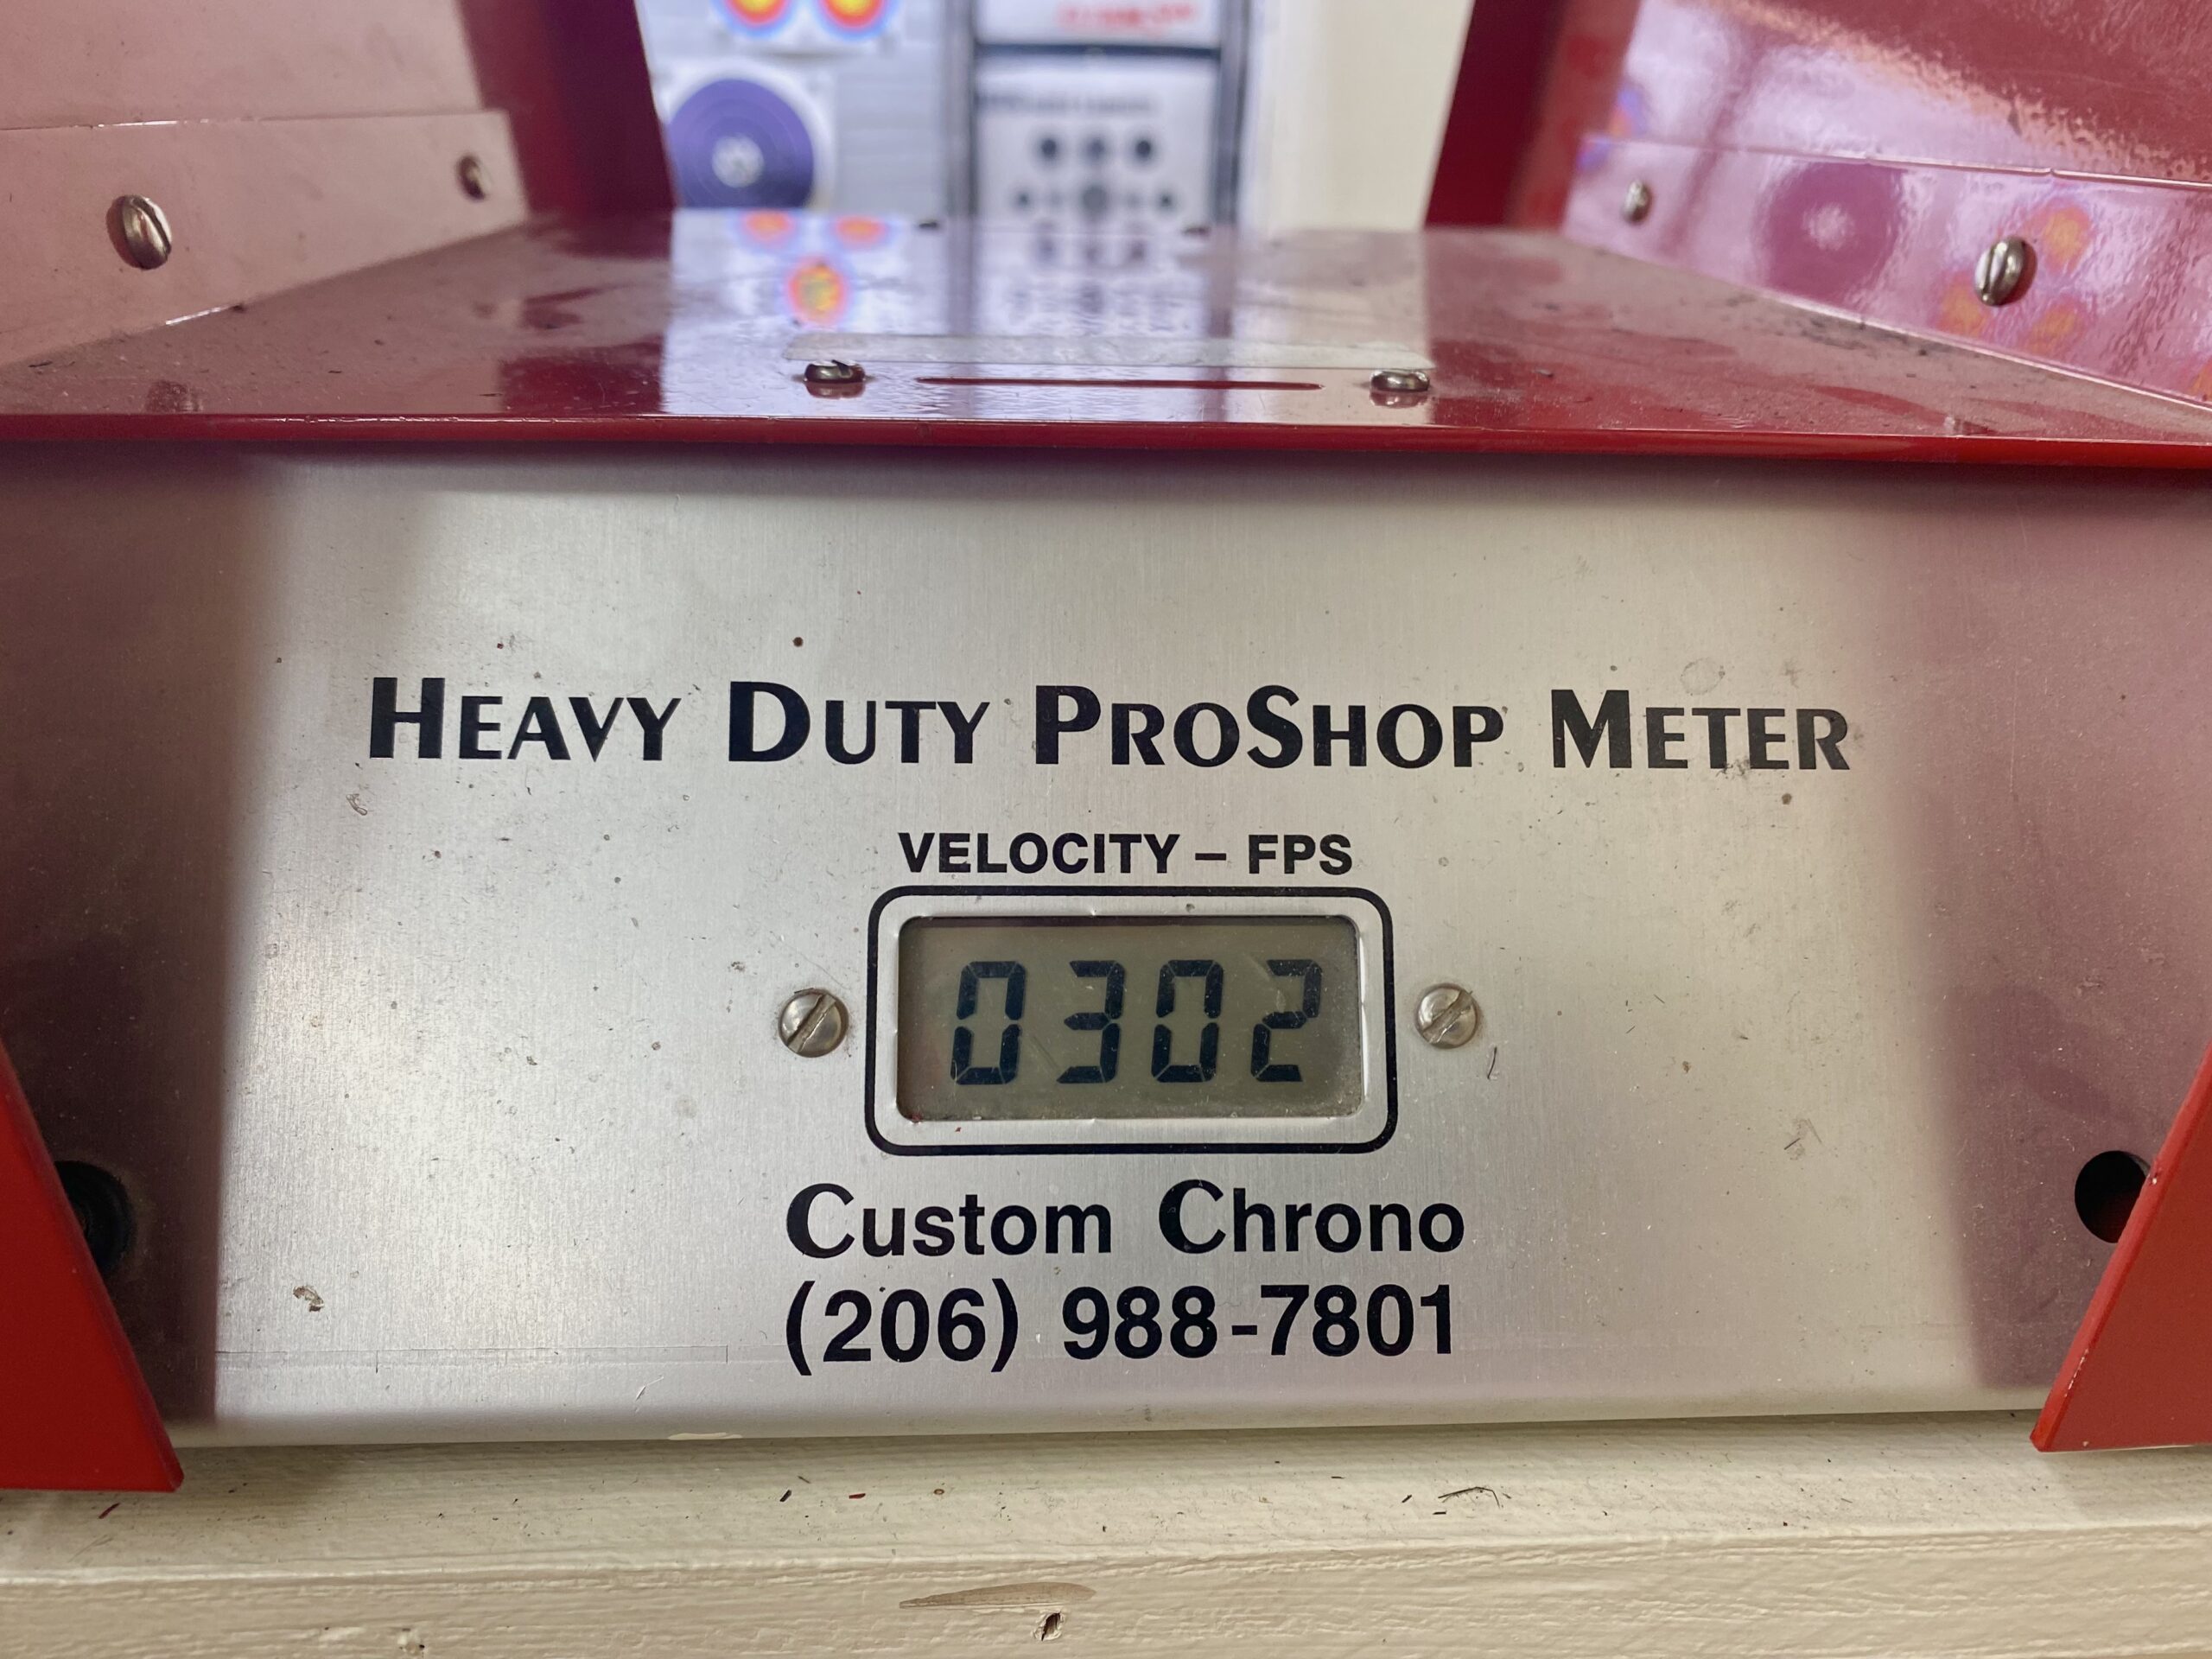 HEAVY DUTY PROSHOP METER
VELOCITY – FPS
0302
Custom Chrono
(206) 988-7801